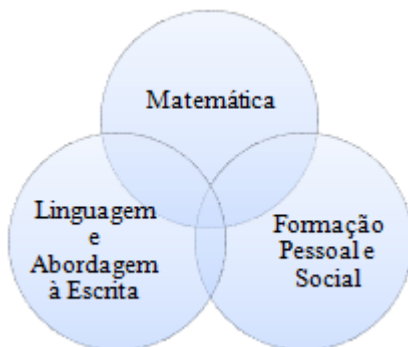 Matemática
Linguagem
e
Abordagem
à Escrita
Formação
Pessoal e
Social